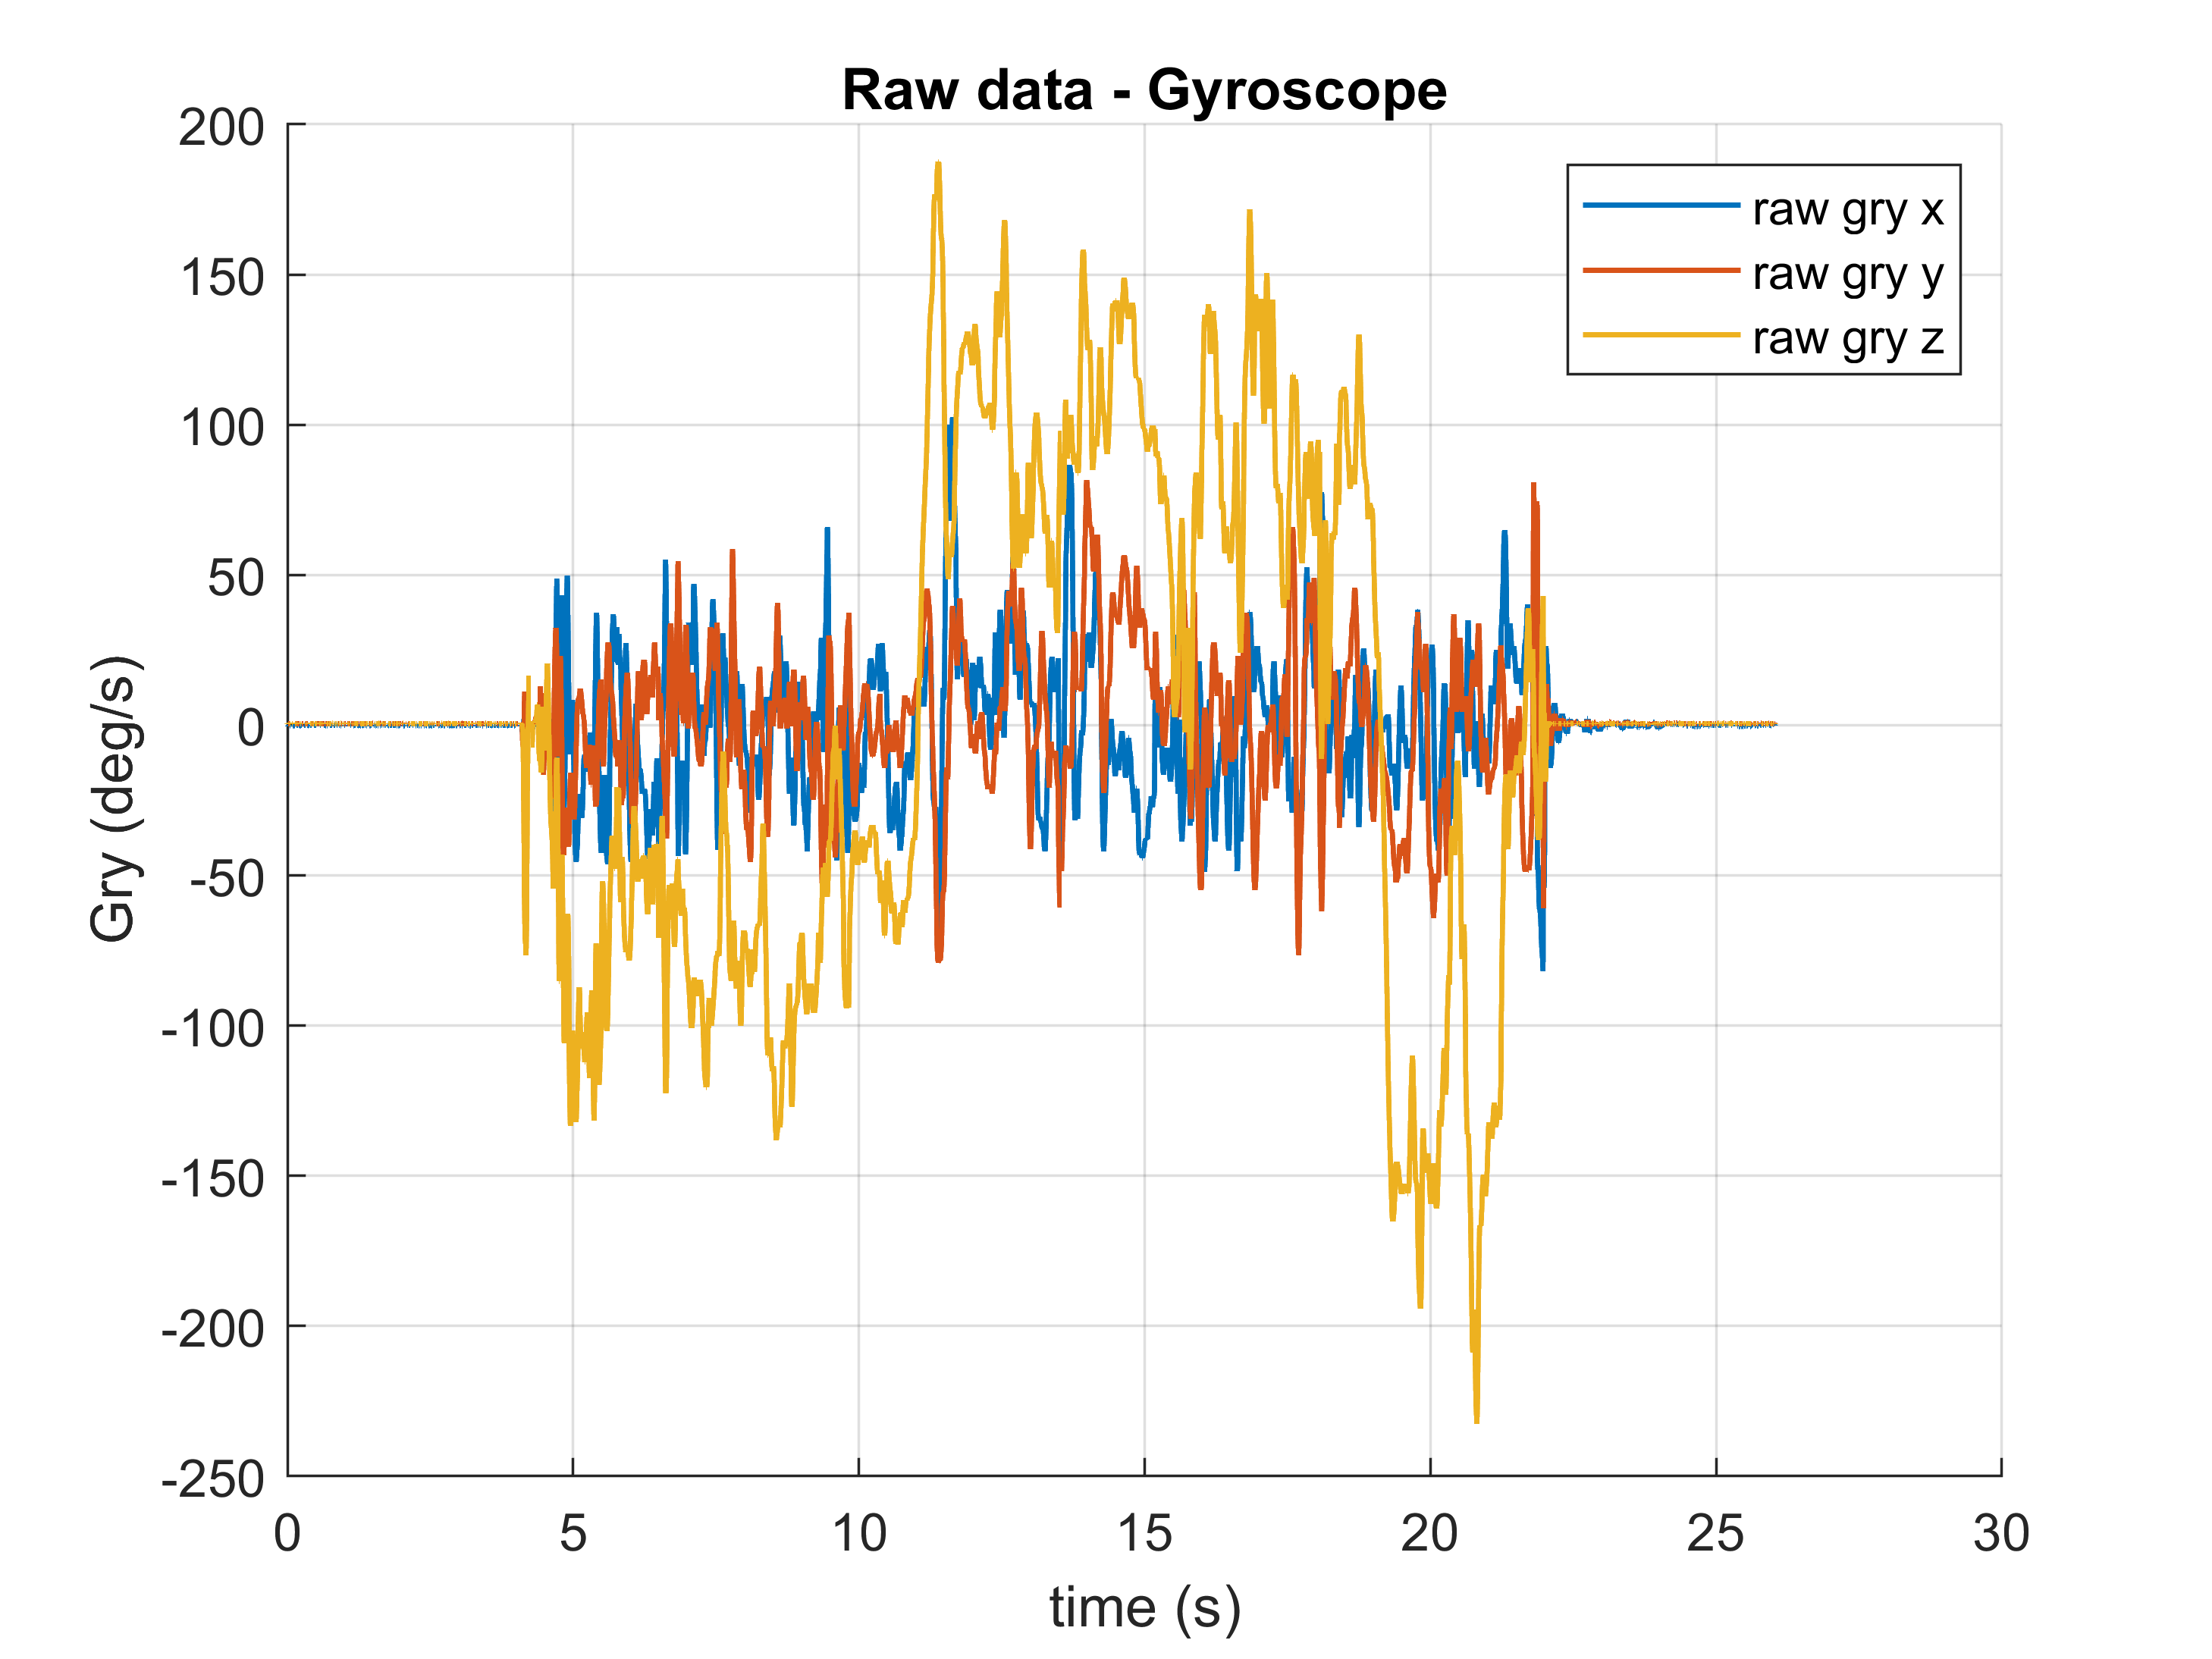 Raw data - Gyroscope
200
150
100
50
0
-50
-100
-150
-200
-250
Gry (deg/s)
raw gry x
raw gry y
raw gry z
0 5 10 15 20 25 30
time (s)